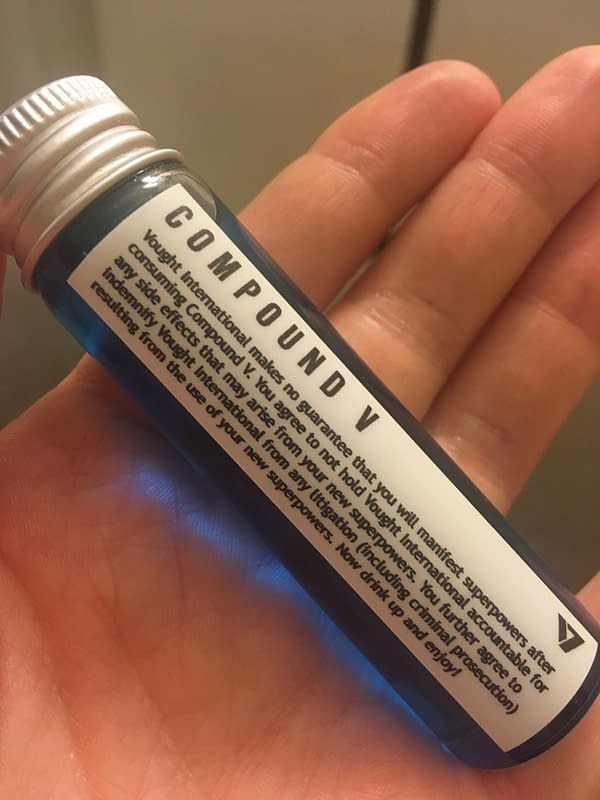 COMPOUND V
Vought International makes no guarantee that you will manifest superpowers after
consuming Compound V. You agree to not hold Vought International accountable for
any side effects that may arise from your new superpowers. You further agree to
indemnify Vought International from any litigation (including criminal prosecution)
resulting from the use of your new superpowers. Now drink up and enjoy!